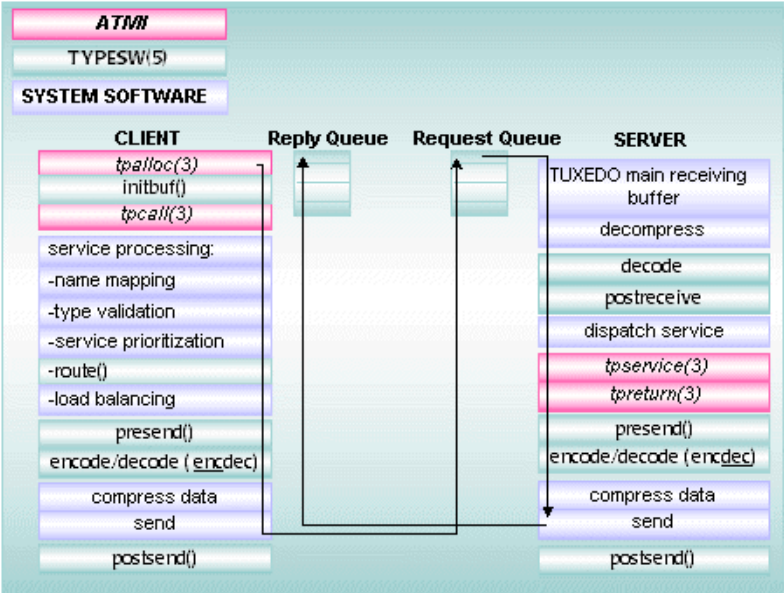 ATMI
TYPESW(5)
SYSTEM SOFTWARE
CLIENT
tpalloc(3)
initbuf()
tpcall(3)
service processing:
-name mapping
-type validation
-service prioritization
-route()
-load balancing
presend()
encode/decode ( encdec)
compress data
send
postsend()
Reply Queue
Request Queue
SERVER
TUXEDO main receiving
buffer
decompress
decode
postreceive
dispatch service
tpservice(3)
tpreturn(3)
presend()
encode/decode (encdec)
compress data
send
postsend()